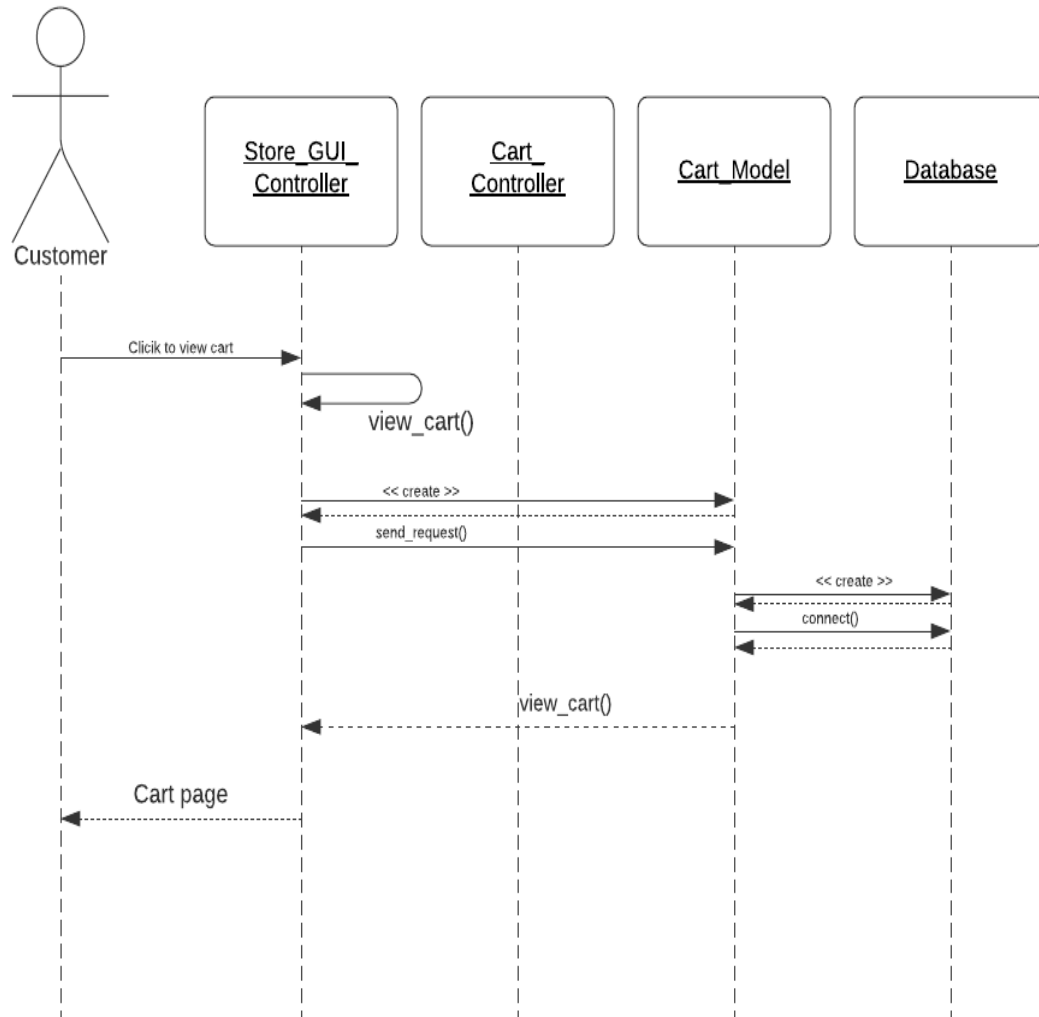 Store_GUI_
Controller
Cart_
Controller
Cart_Model
Database
Customer
Clicik to view cart
view_cart()
<< create >>
send_request()
<< create >>
connect()
view_cart()
Cart page